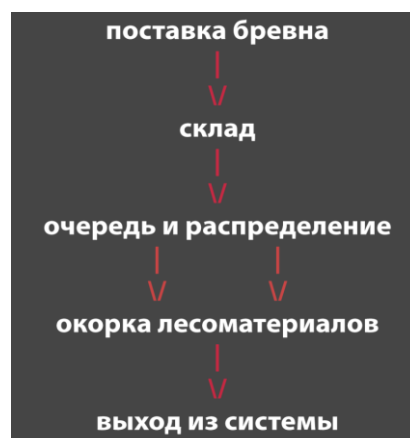 поставка бревна
|
\/
склад
|
\/
очередь и распределение
| |
\/ \/
окорка лесоматериалов
|
\/
выход из системы